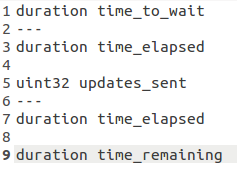 1 duration time_to_wait
2 ---
3 duration time_elapsed
4
5 uint32 updates_sent
6 ---
7 duration time_elapsed
8
9 duration time_remaining